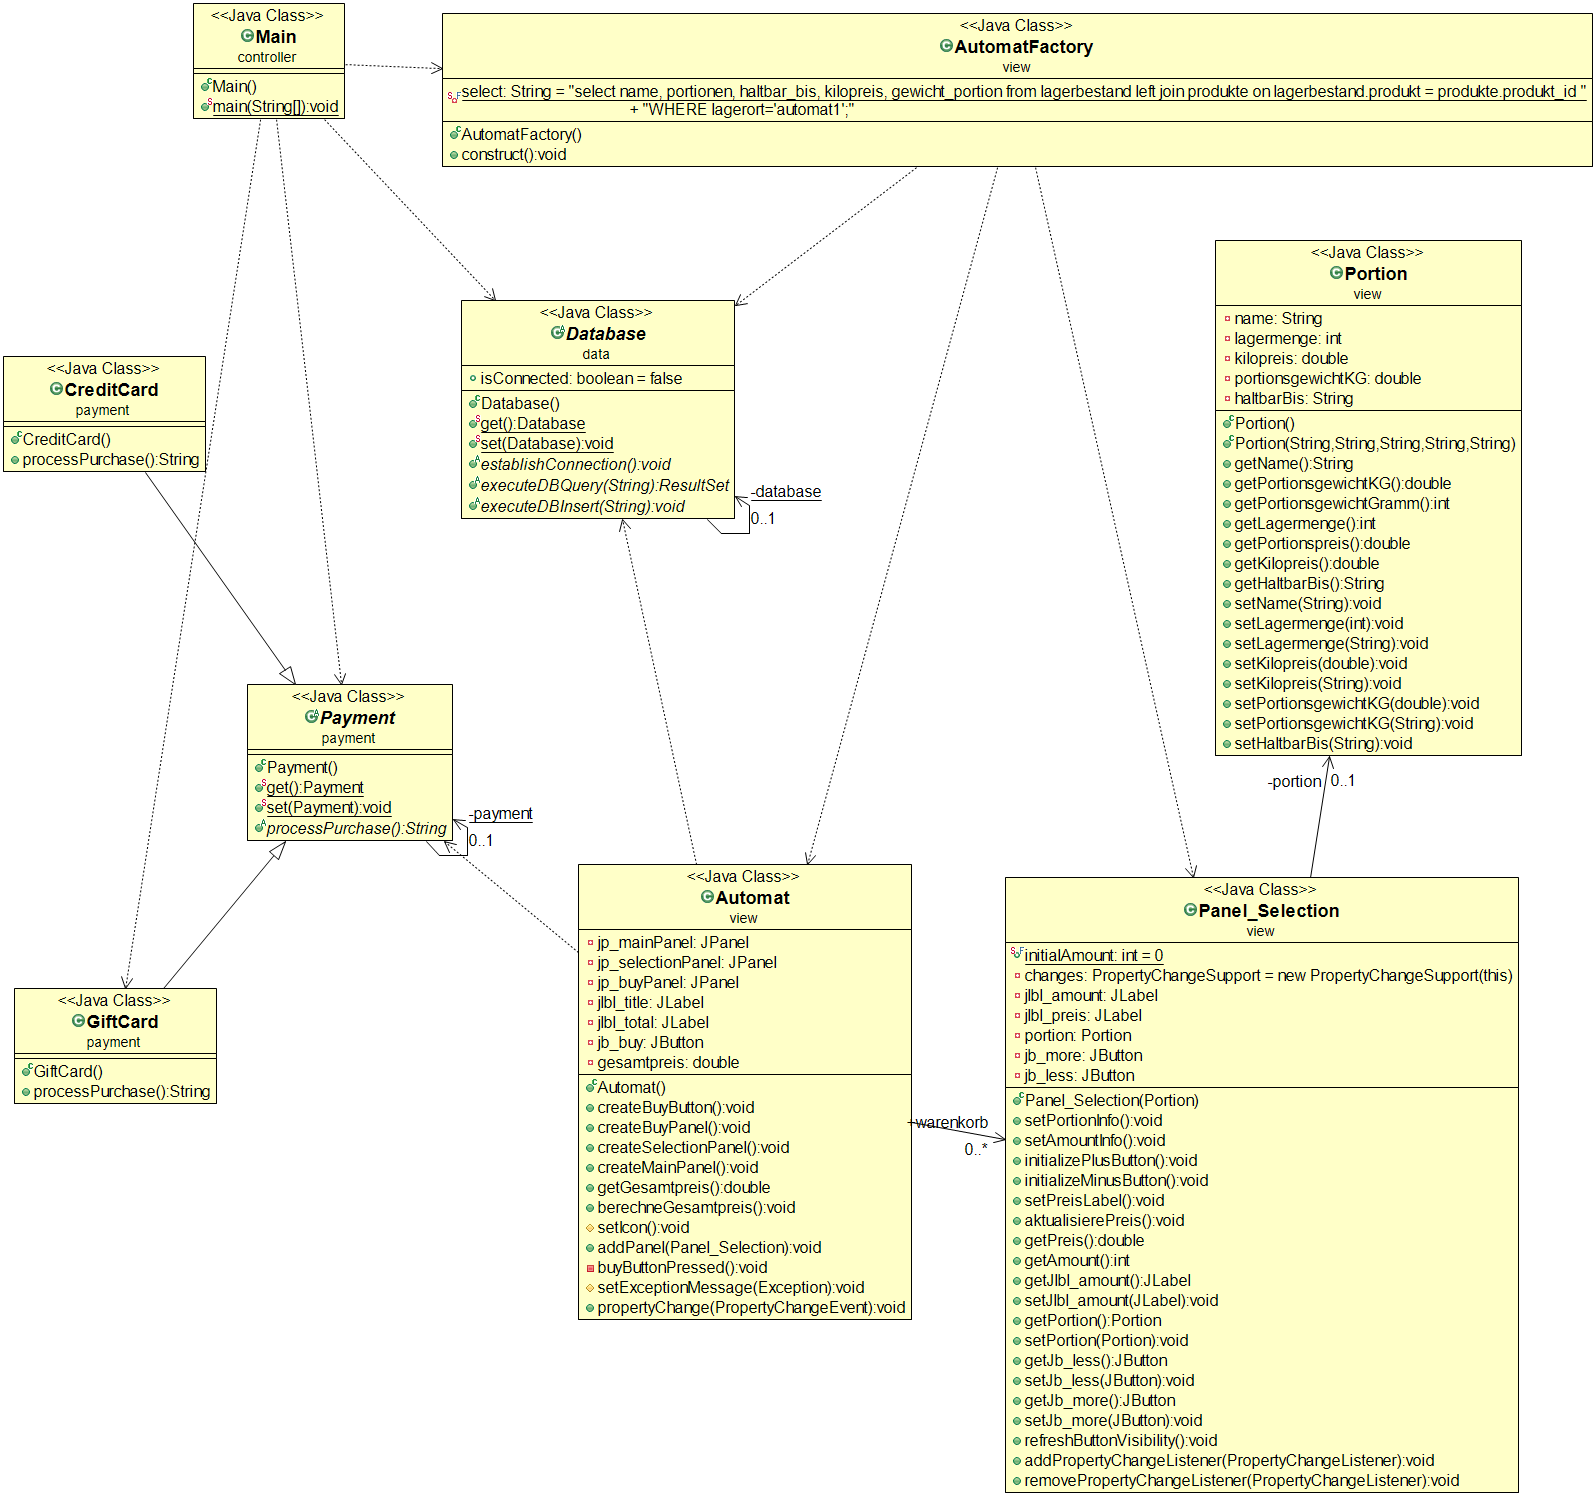 <<Java Class>>
Main
controller
Main()
main(String[]):void
<<Java Class>>
AutomatFactory
view
select: String = "select name, portionen, haltbar_bis, kilopreis, gewicht_portion from lagerbestand left join produkte on lagerbestand.produkt = produkte.produkt_id "
+ "WHERE lagerort='automat1';"
AutomatFactory()
construct():void
<<Java Class>>
Portion
view
name: String
lagermenge: int
kilopreis: double
portionsgewichtKG: double
haltbarBis: String
Portion()
Portion(String,String,String,String,String)
getName():String
getPortionsgewichtKG():double
getPortionsgewichtGramm():int
getLagermenge():int
getPortionspreis():double
getKilopreis():double
getHaltbarBis():String
setName(String):void
setLagermenge(int):void
setLagermenge(String):void
setKilopreis(double):void
setKilopreis(String):void
setPortionsgewichtKG(double):void
setPortionsgewichtKG(String):void
setHaltbarBis(String):void
<<Java Class>>
Database
data
isConnected: boolean = false
Database()
get():Database
set(Database):void
establishConnection():void
executeDBQuery(String):ResultSet
executeDBInsert(String):void
-database
0..1
<<Java Class>>
CreditCard
payment
CreditCard()
processPurchase():String
<<Java Class>>
Payment
payment
Payment()
get():Payment
set(Payment):void
processPurchase():String
-payment
0..1
-portion
0..1
<<Java Class>>
GiftCard
payment
GiftCard()
processPurchase():String
<<Java Class>>
Automat
view
jp_mainPanel: JPanel
jp_selectionPanel: JPanel
jp_buyPanel: JPanel
jlbl_title: JLabel
jlbl_total: JLabel
jb_buy: JButton
gesamtpreis: double
Automat()
createBuyButton():void
createBuyPanel():void
createSelectionPanel():void
createMainPanel():void
getGesamtpreis():double
berechneGesamtpreis():void
setIcon():void
addPanel(Panel_Selection):void
buyButtonPressed():void
setExceptionMessage(Exception):void
propertyChange(PropertyChangeEvent):void
+warenkorb
0..*
<<Java Class>>
Panel_Selection
view
initialAmount: int = 0
changes: PropertyChangeSupport = new PropertyChangeSupport(this)
jlbl_amount: JLabel
jlbl_preis: JLabel
portion: Portion
jb_more: JButton
jb_less: JButton
Panel_Selection(Portion)
setPortionInfo():void
setAmountInfo():void
initializePlusButton():void
initializeMinusButton():void
setPreisLabel():void
aktualisierePreis():void
getPreis():double
getAmount():int
getJlbl_amount():JLabel
setJlbl_amount(JLabel):void
getPortion():Portion
setPortion(Portion):void
getJb_less():JButton
setJb_less(JButton):void
getJb_more():JButton
setJb_more(JButton):void
refreshButtonVisibility():void
addPropertyChangeListener(PropertyChangeListener):void
removePropertyChangeListener(PropertyChangeListener):void